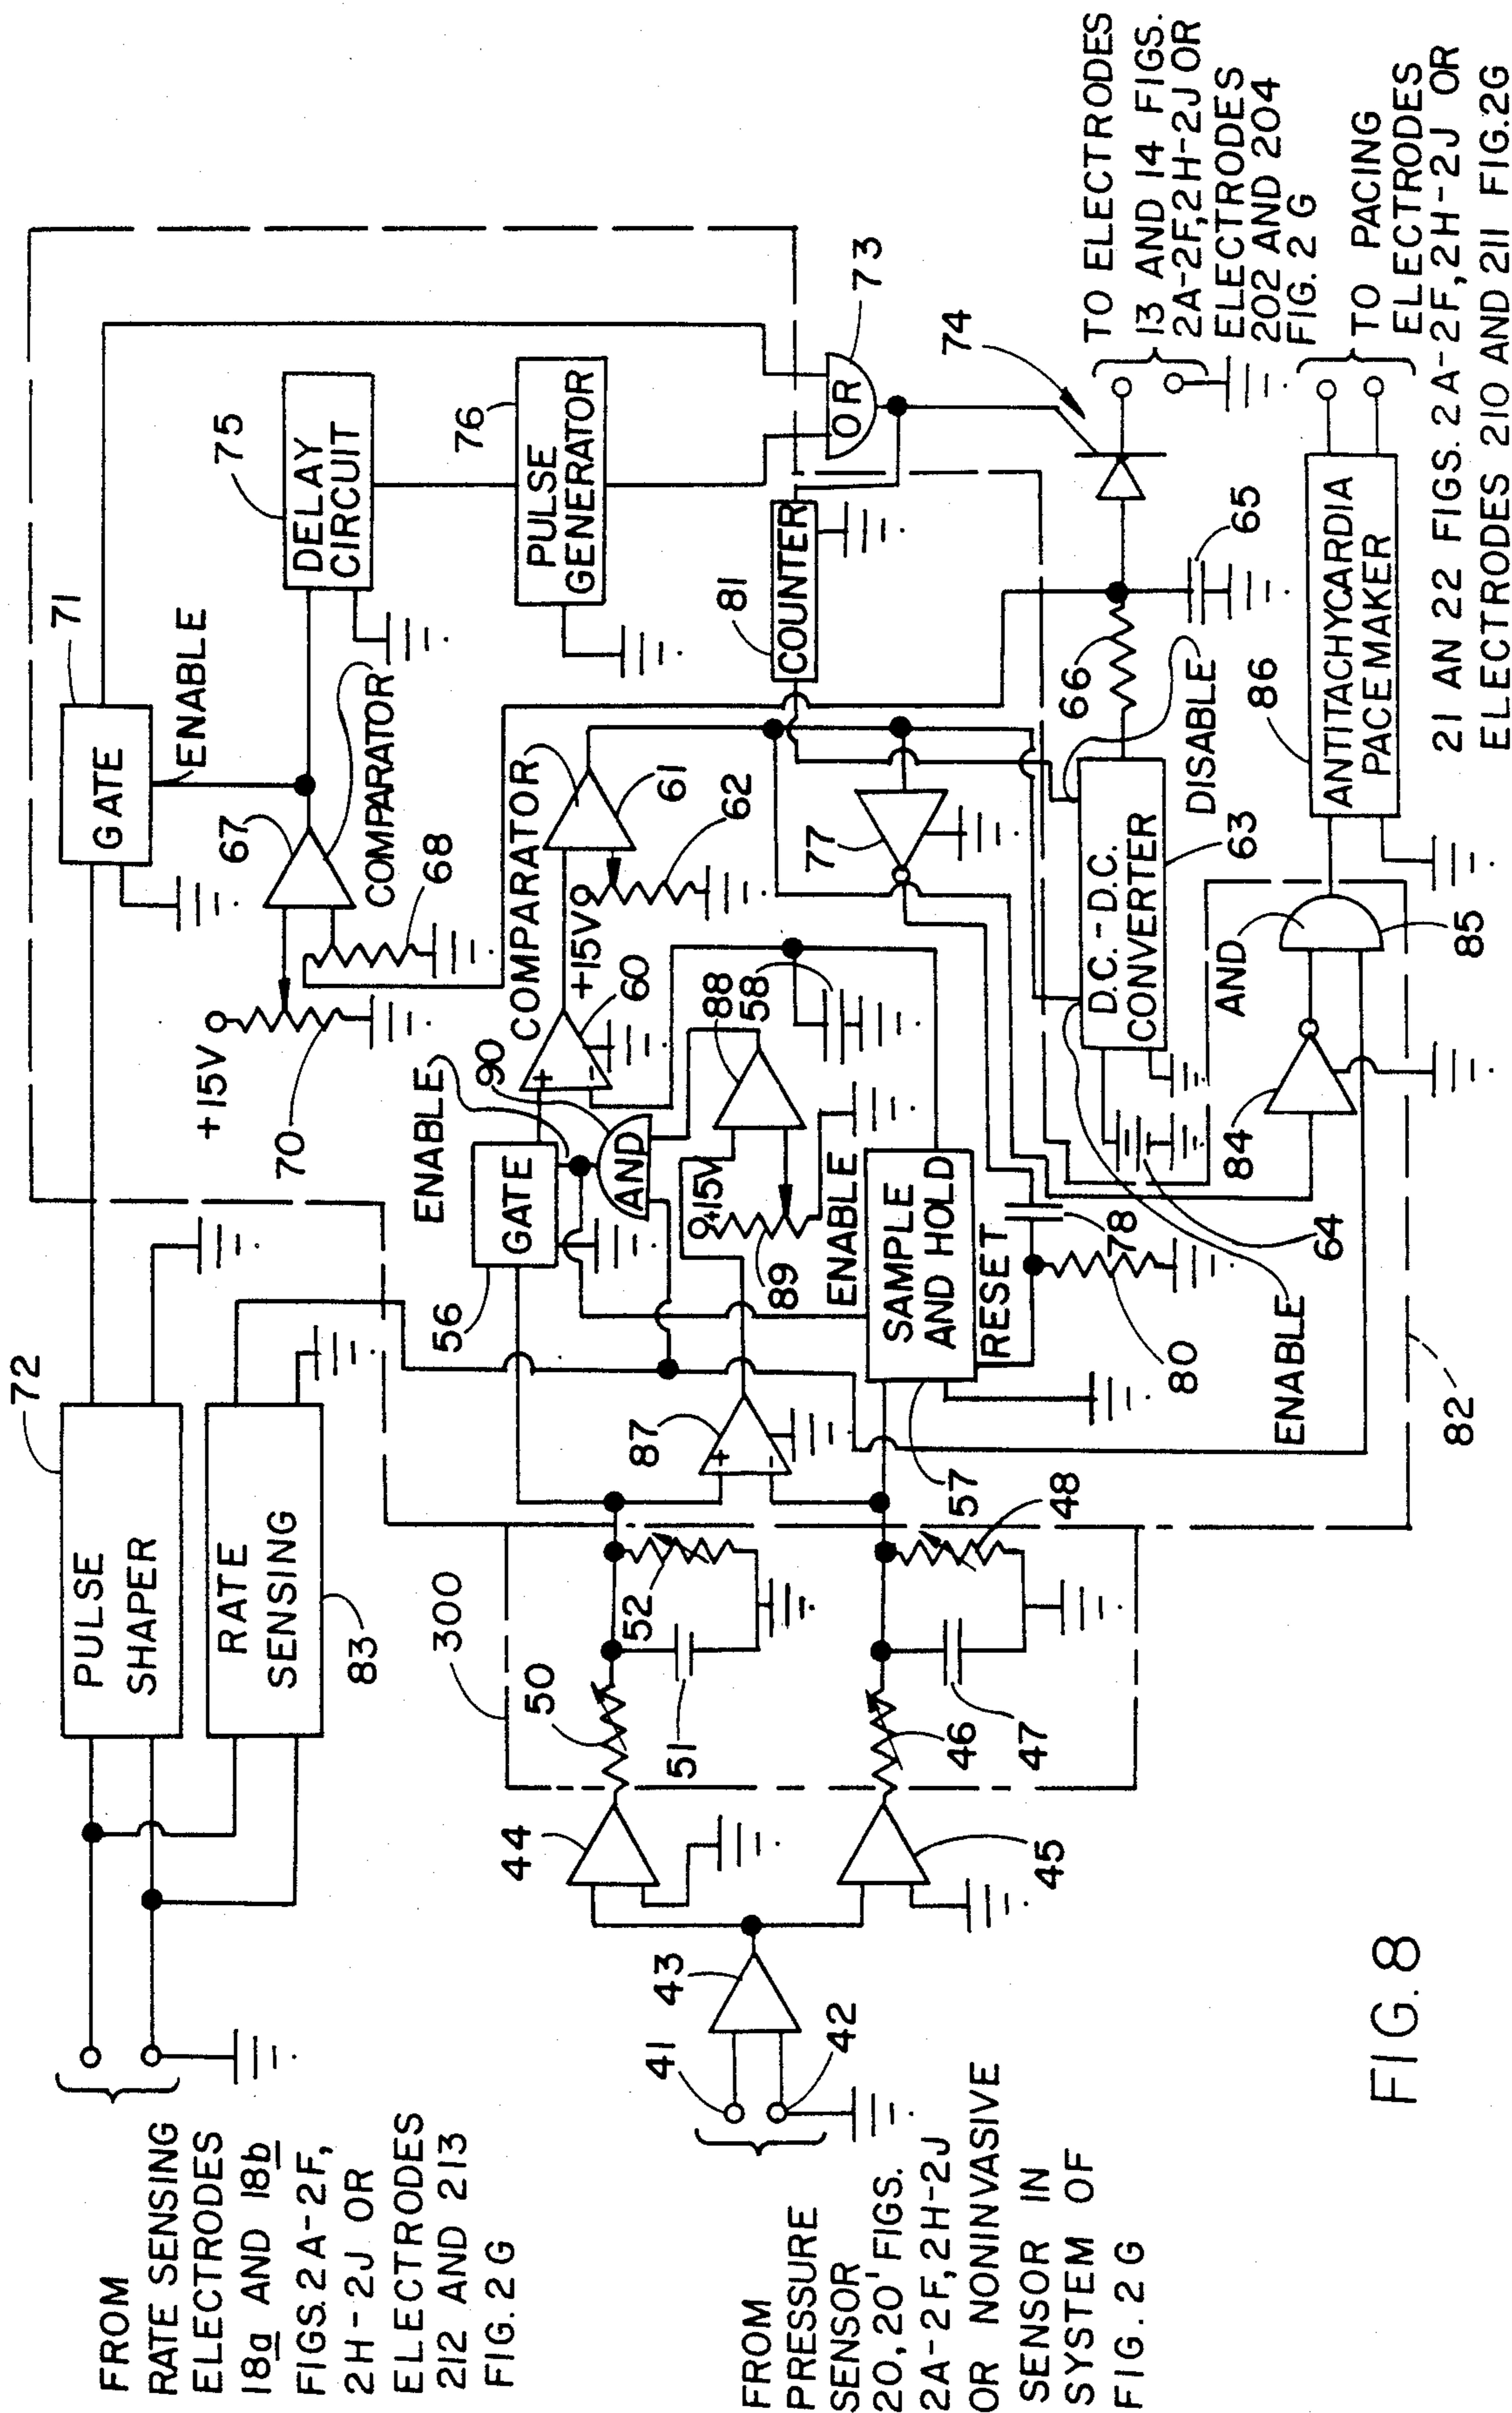 FROM
RATE SENSING
ELECTRODES
18a AND 18b
FIGS. 2A-2F,
2H-2J OR
ELECTRODES
212 AND 213
FIG. 2G
72
PULSE
SHAPER
RATE
SENSING
83
71
GATE
ENABLE
67
COMPARATOR
68
+15V
70
75
DELAY
CIRCUIT
76
PULSE
GENERATOR
OR
73
81
COUNTER
74
TO ELECTRODES
13 AND 14 FIGS.
2A-2F, 2H-2J OR
ELECTRODES
202 AND 204
FIG. 2G
FROM
PRESSURE
SENSOR
20, 20' FIGS.
2A-2F, 2H-2J
OR NONINVASIVE
SENSOR IN
SYSTEM OF
FIG. 2G
41
42
43
44
45
300
50
51
52
46
47
48
56
GATE
ENABLE
90
AND
+
-
60
COMPARATOR
61
+15V
62
87
+
-
88
+15V
89
58
ENABLE
SAMPLE
AND HOLD
57
RESET
78
80
77
66
65
DISABLE
D.C.-D.C.
CONVERTER
63
64
ENABLE
82
84
AND
85
86
ANTITACHYCARDIA
PACEMAKER
TO PACING
ELECTRODES
21 AN 22 FIGS. 2A-2F, 2H-2J OR
ELECTRODES 210 AND 211 FIG. 2G
FIG. 8